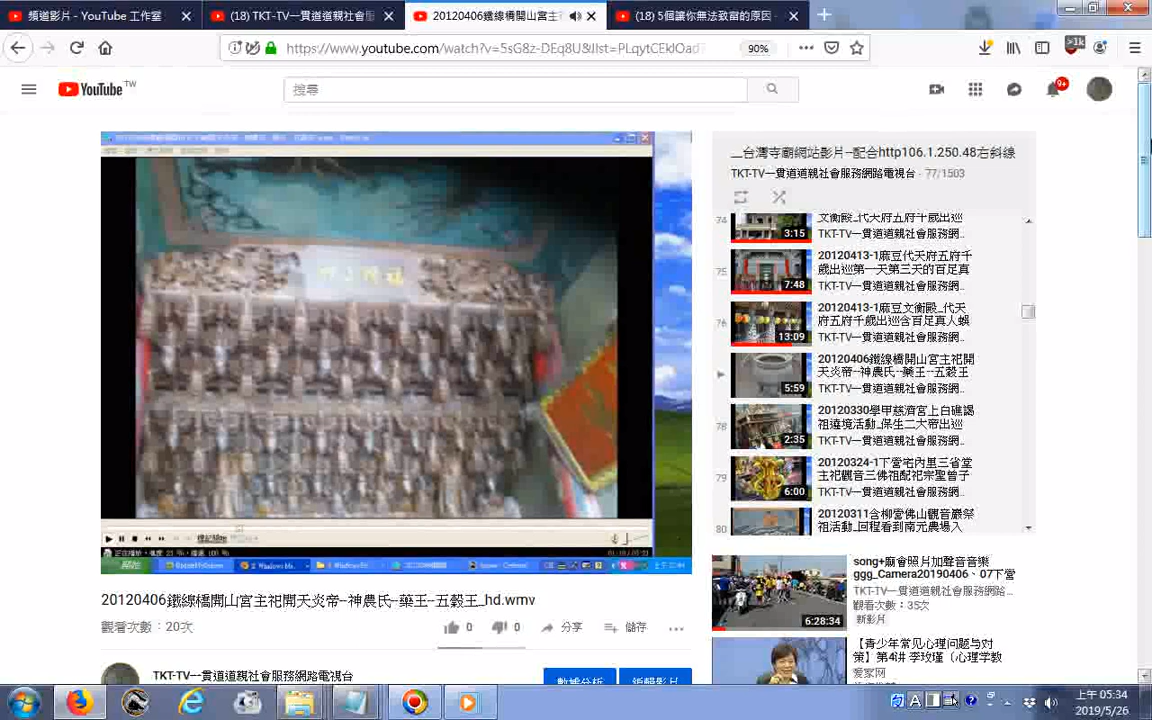 頻道影片 - YouTube 工作室
(18) TKT-TV一貫道道親社會
20120406鐵線橋開山宮主
(18) 5個讓你無法致富的原因
https://www.youtube.com/watch?v=5sG8z-DEq8U&list=PLqytCEkIOad
90%
YouTube TW
搜尋
9+
台灣寺廟網站影片--配合http106.1.250.48右斜線
TKT-TV一貫道道親社會服務網路電視台 - 77/1503
74
3:15
文衡殿_代天府五府千歲出巡
TKT-TV一貫道道親社會服務網..
75
7:48
20120413-1麻豆代天府五府千
歲出巡第一天第三天的百足真
TKT-TV一貫道道親社會服務網..
76
13:09
20120413-1麻豆文衡殿_代天
府五府千歲出巡含百足真人蜈
TKT-TV一貫道道親社會服務網..
5:59
20120406鐵線橋開山宮主祀開
天炎帝--神農氏--藥王--五穀王
TKT-TV一貫道道親社會服務網..
78
2:35
20120330學甲慈濟宮上白礁謁
祖遶境活動_保生二大帝出巡
TKT-TV一貫道道親社會服務網..
79
6:00
20120324-1下營宅內里三省堂
主祀觀音三佛祖配祀宗聖曾子
TKT-TV一貫道道親社會服務網..
80
20120311含柳營佛山觀音巖祭
祖活動_回程看到南元農場入
開始
20120406鐵線橋開山宮主祀開天炎帝--神農氏--藥王--五穀王_hd.wmv
觀看次數：20次
0
0
分享
儲存
TKT-TV一貫道道親社會服務網路電視台
數據分析
編輯影片
6:28:34
song+廟會照片加聲音音樂
ggg_Camera20190406、07下營
TKT-TV一貫道道親社會服務網路...
觀看次數：35次
新影片
【青少年常见心理问题与对
策】第4讲 李玫瑾（心理学教
爱家网
上午 05:34
2019/5/26